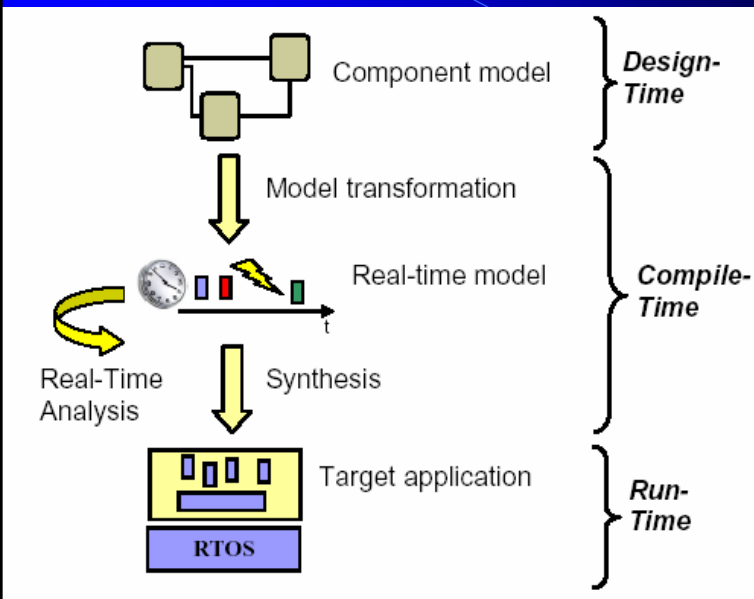 Component model
Design-
Time
Model transformation
Real-time model
Compile-
Time
t
Real-Time
Analysis
Synthesis
Target application
Run-
Time
RTOS